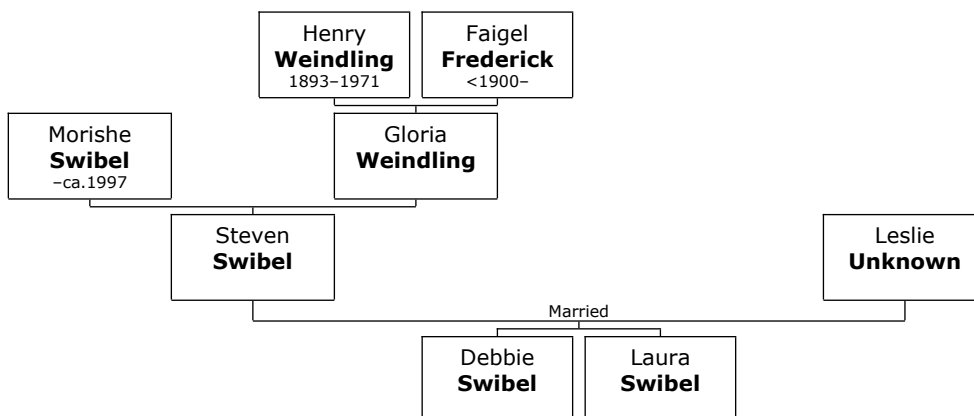 Henry
Weindling
1893–1971
Faigel
Frederick
<1900–
Morishe
Swibel
–ca.1997
Gloria
Weindling
Steven
Swibel
Leslie
Unknown
Married
Debbie
Swibel
Laura
Swibel